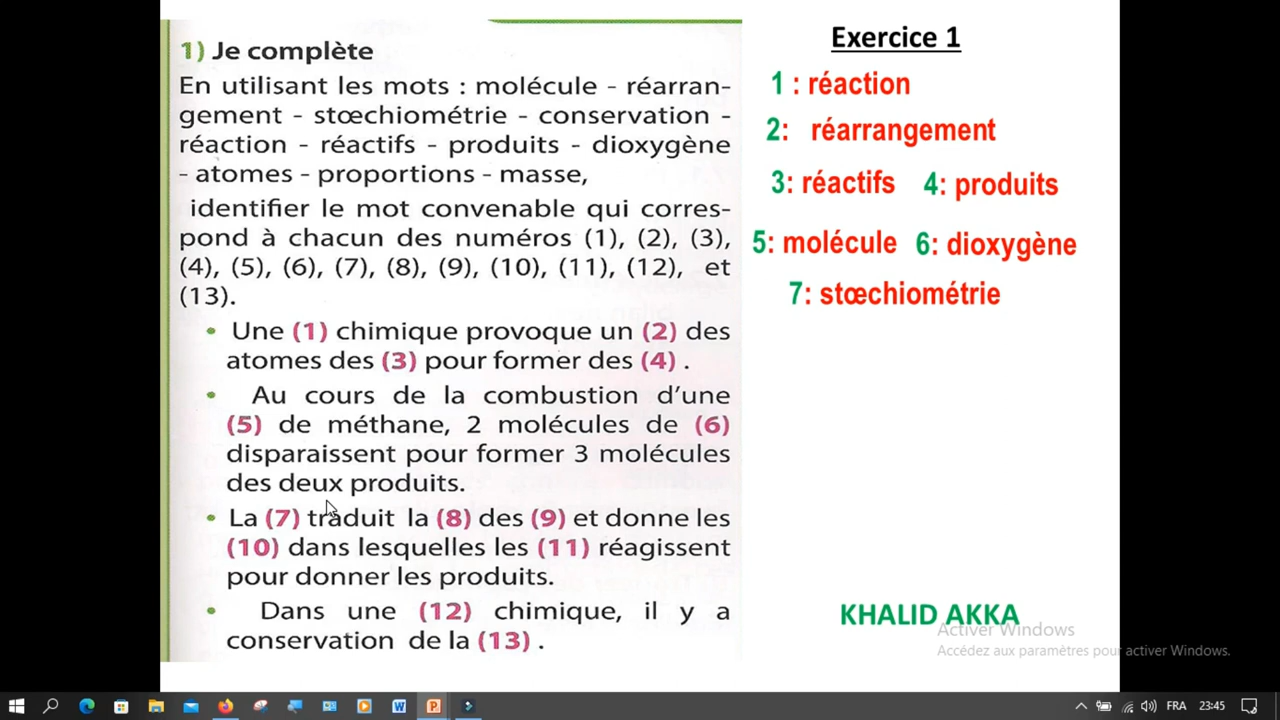 1) Je complète
En utilisant les mots : molécule - réarran-
gement - stœchiométrie - conservation -
réaction - réactifs - produits - dioxygène
- atomes - proportions - masse,
identifier le mot convenable qui corres-
pond à chacun des numéros (1), (2), (3),
(4), (5), (6), (7), (8), (9), (10), (11), (12), et
(13).
• Une (1) chimique provoque un (2) des
atomes des (3) pour former des (4) .
• Au cours de la combustion d’une
(5) de méthane, 2 molécules de (6)
disparaissent pour former 3 molécules
des deux produits.
• La (7) traduit la (8) des (9) et donne les
(10) dans lesquelles les (11) réagissent
pour donner les produits.
• Dans une (12) chimique, il y a
conservation de la (13) .
Exercice 1
1 : réaction
2: réarrangement
3: réactifs 4: produits
5: molécule 6: dioxygène
7: stœchiométrie
KHALID AKKA
Activer Windows
Accédez aux paramètres pour activer Windows.
FRA 23:45